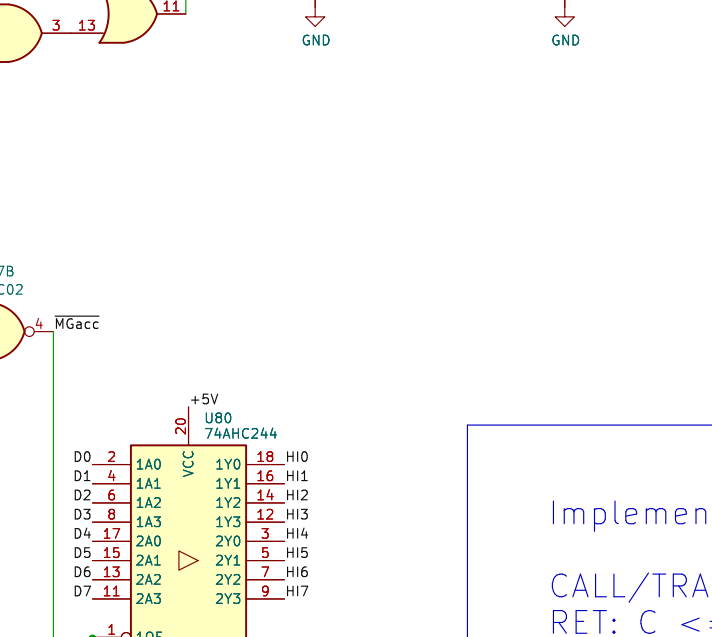 3 13 11
GND GND
7B
C02
4 MGacc
+5V
20 U80
74AHC244
D0 2 1A0 VCC 1Y0 18 HI0
D1 4 1A1 1Y1 16 HI1
D2 6 1A2 1Y2 14 HI2
D3 8 1A3 1Y3 12 HI3
D4 17 2A0 2Y0 3 HI4
D5 15 2A1 2Y1 5 HI5
D6 13 2A2 2Y2 7 HI6
D7 11 2A3 2Y3 9 HI7
1 1OE
Implemen
CALL/TRA
RET: C <=